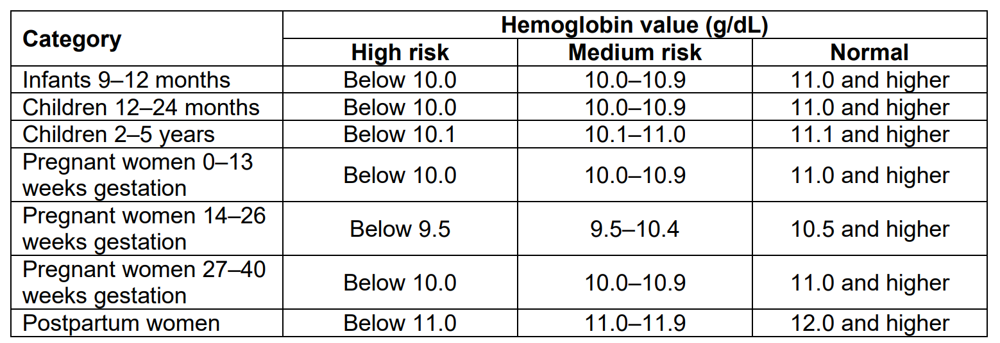 Category Hemoglobin value (g/dL)
High risk Medium risk Normal
Infants 9–12 months Below 10.0 10.0–10.9 11.0 and higher
Children 12–24 months Below 10.0 10.0–10.9 11.0 and higher
Children 2–5 years Below 10.1 10.1–11.0 11.1 and higher
Pregnant women 0–13
weeks gestation Below 10.0 10.0–10.9 11.0 and higher
Pregnant women 14–26
weeks gestation Below 9.5 9.5–10.4 10.5 and higher
Pregnant women 27–40
weeks gestation Below 10.0 10.0–10.9 11.0 and higher
Postpartum women Below 11.0 11.0–11.9 12.0 and higher